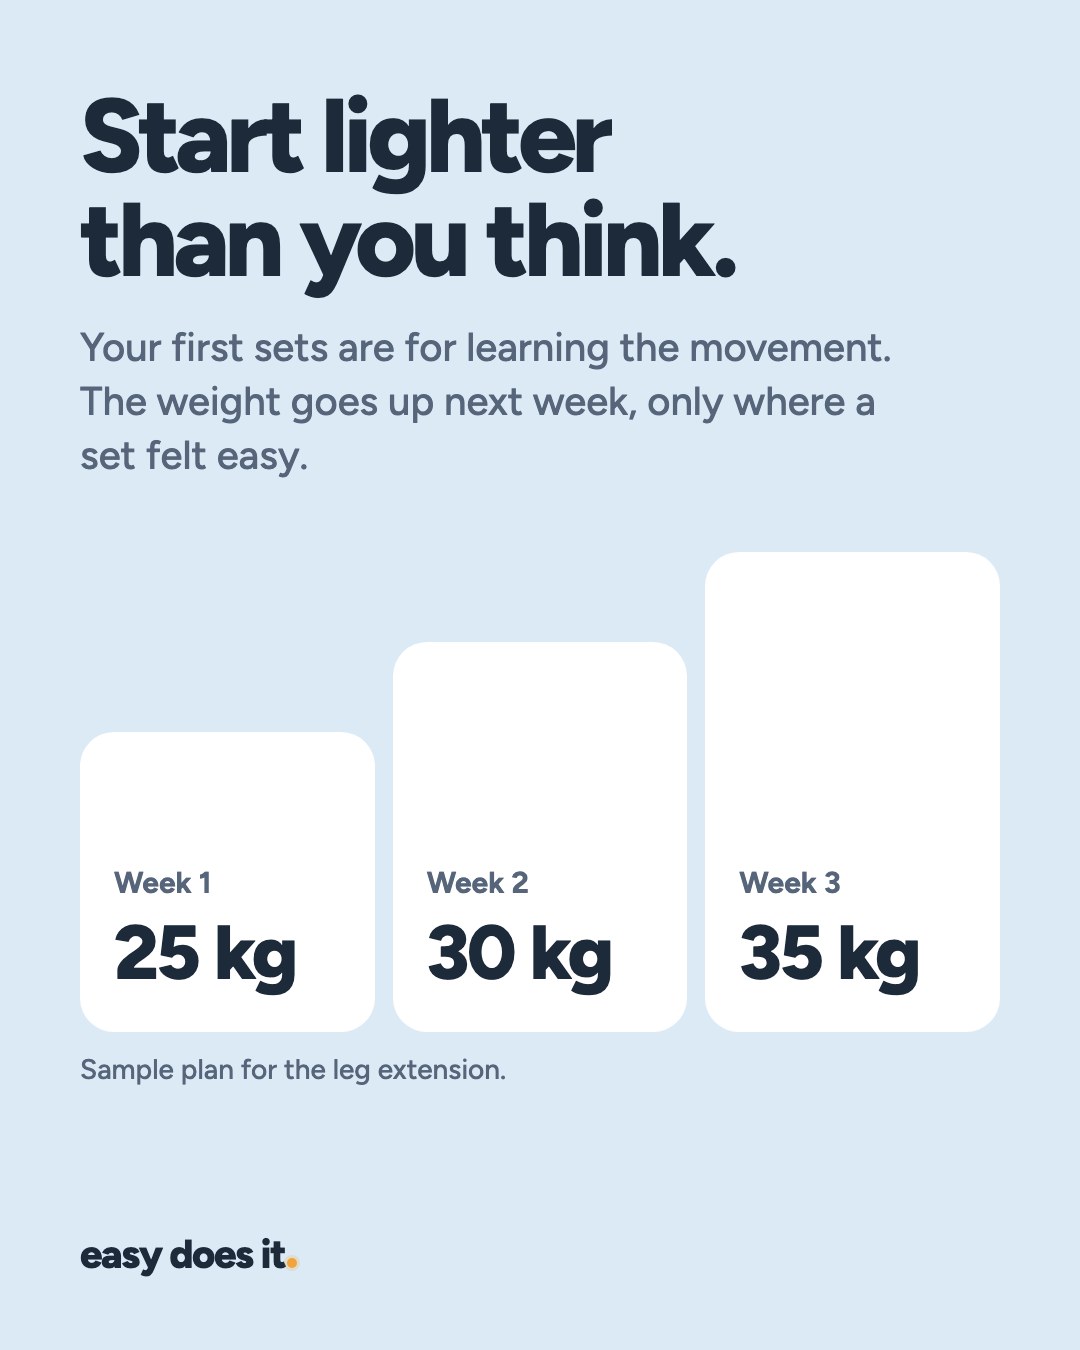 Start lighter
than you think.
Your first sets are for learning the movement.
The weight goes up next week, only where a
set felt easy.
Week 1
25 kg
Week 2
30 kg
Week 3
35 kg
Sample plan for the leg extension.
easy does it.